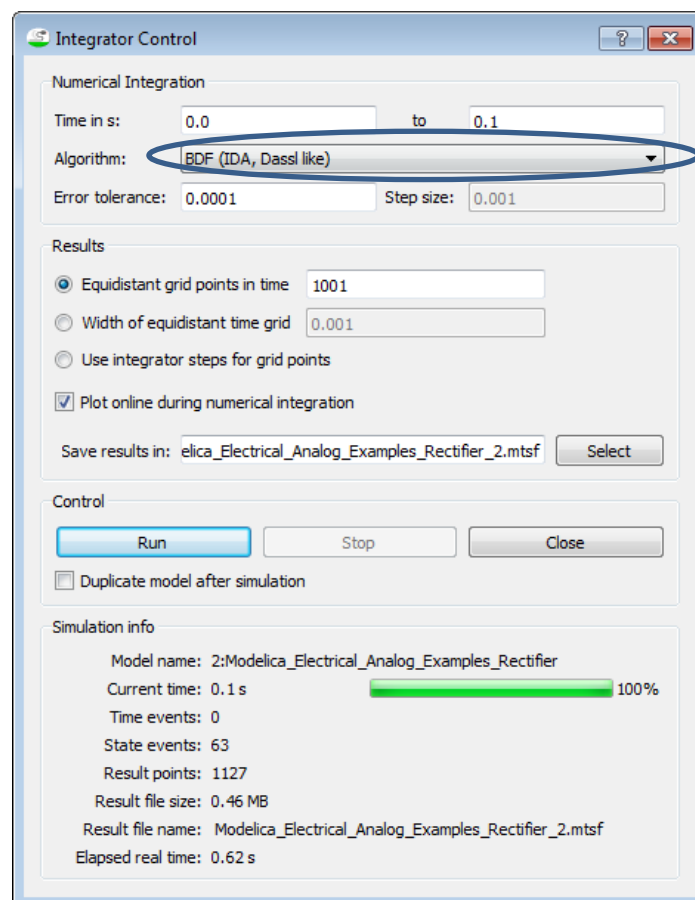 Integrator Control
Numerical Integration
Time in s: 0.0 to 0.1
Algorithm: BDF (IDA, Dassl like)
Error tolerance: 0.0001 Step size: 0.001
Results
Equidistant grid points in time 1001
Width of equidistant time grid 0.001
Use integrator steps for grid points
Plot online during numerical integration
Save results in: elica_Electrical_Analog_Examples_Rectifier_2.mtsf Select
Control
Run Stop Close
Duplicate model after simulation
Simulation info
Model name: 2:Modelica_Electrical_Analog_Examples_Rectifier
Current time: 0.1 s 100%
Time events: 0
State events: 63
Result points: 1127
Result file size: 0.46 MB
Result file name: Modelica_Electrical_Analog_Examples_Rectifier_2.mtsf
Elapsed real time: 0.62 s